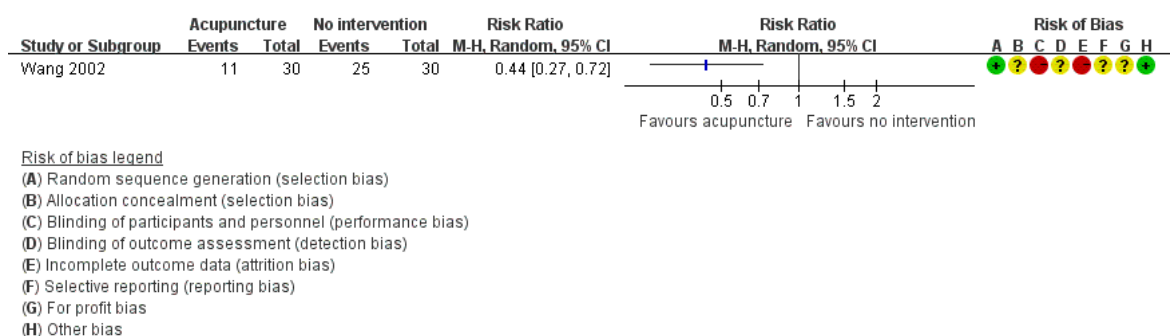 Acupuncture No intervention Risk Ratio Risk Ratio Risk of Bias
Study or Subgroup Events Total Events Total M-H, Random, 95% CI M-H, Random, 95% CI A B C D E F G H
Wang 2002 11 30 25 30 0.44 [0.27, 0.72] + ? - ? - ? ? +
0.5 0.7 1 1.5 2
Favours acupuncture Favours no intervention
Risk of bias legend
(A) Random sequence generation (selection bias)
(B) Allocation concealment (selection bias)
(C) Blinding of participants and personnel (performance bias)
(D) Blinding of outcome assessment (detection bias)
(E) Incomplete outcome data (attrition bias)
(F) Selective reporting (reporting bias)
(G) For profit bias
(H) Other bias